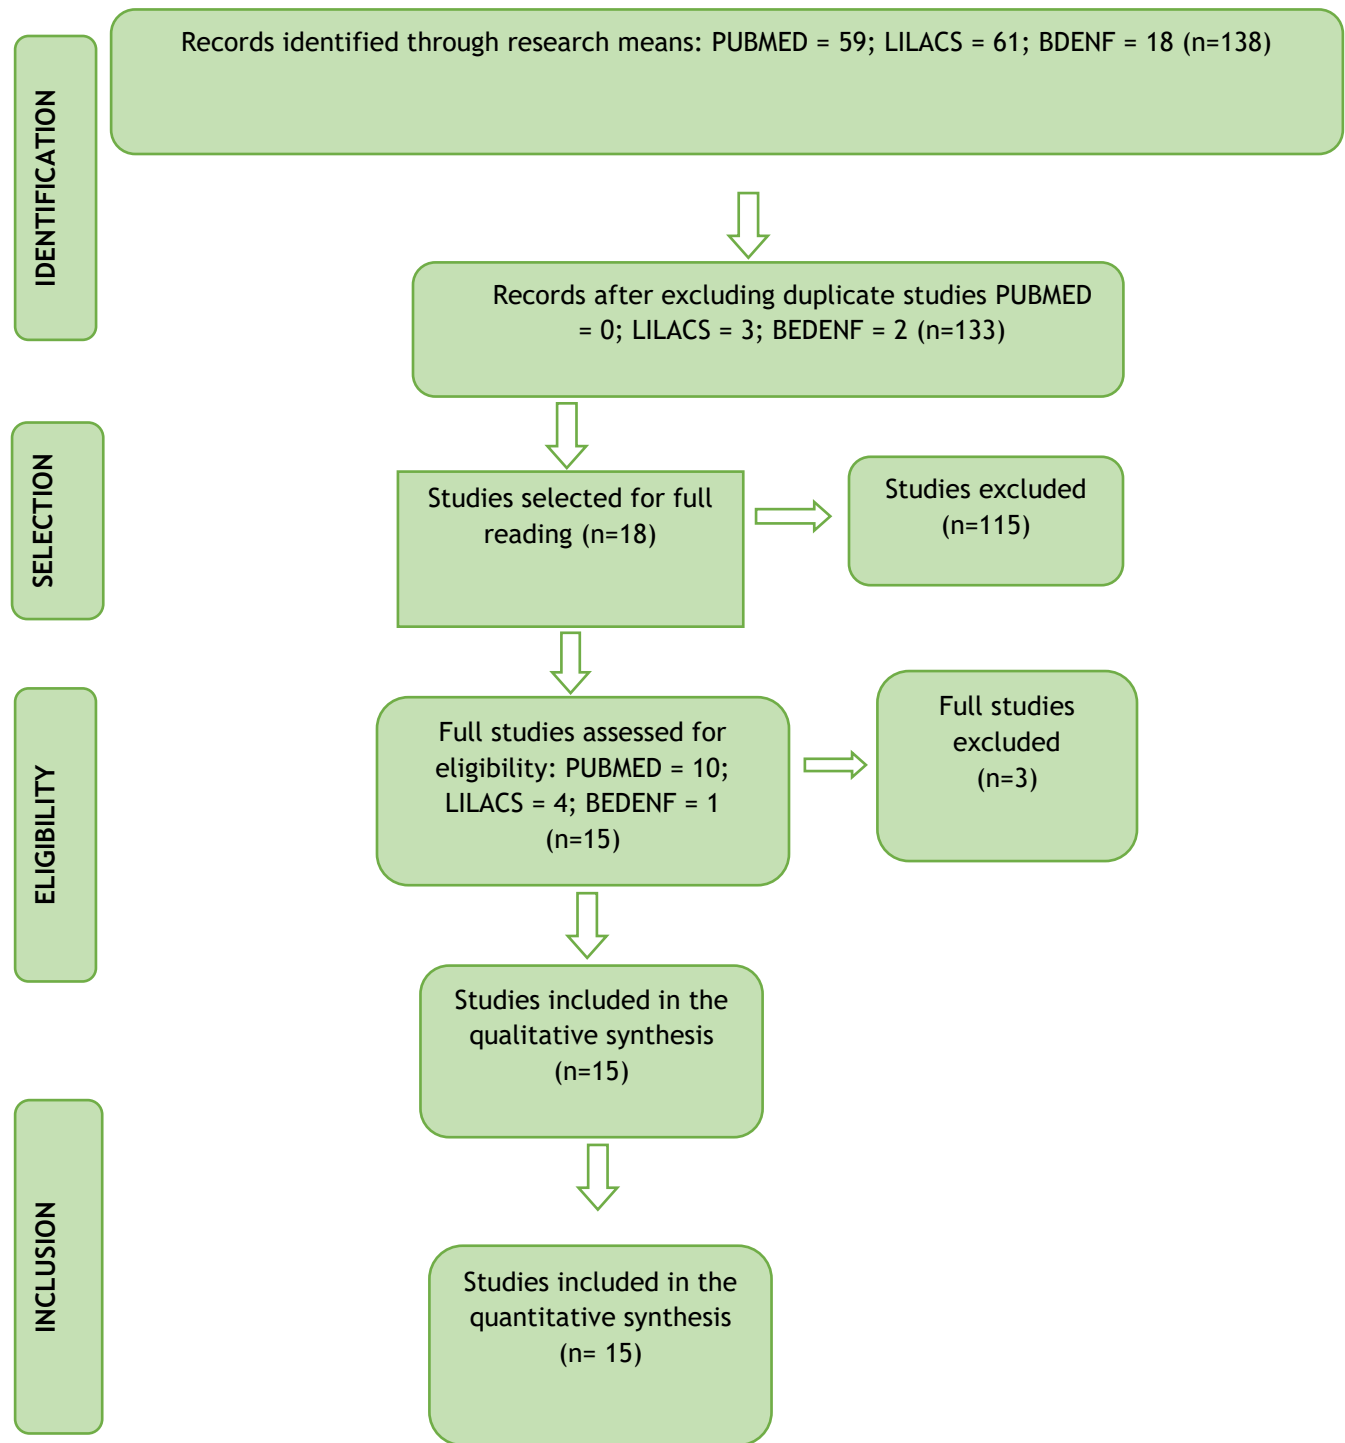 IDENTIFICATION
Records identified through research means: PUBMED = 59; LILACS = 61; BDENF = 18 (n=138)
Records after excluding duplicate studies PUBMED
= 0; LILACS = 3; BEDENF = 2 (n=133)
SELECTION
Studies selected for full
reading (n=18)
Studies excluded
(n=115)
ELIGIBILITY
Full studies assessed for
eligibility: PUBMED = 10;
LILACS = 4; BEDENF = 1
(n=15)
Full studies
excluded
(n=3)
Studies included in the
qualitative synthesis
(n=15)
INCLUSION
Studies included in the
quantitative synthesis
(n= 15)